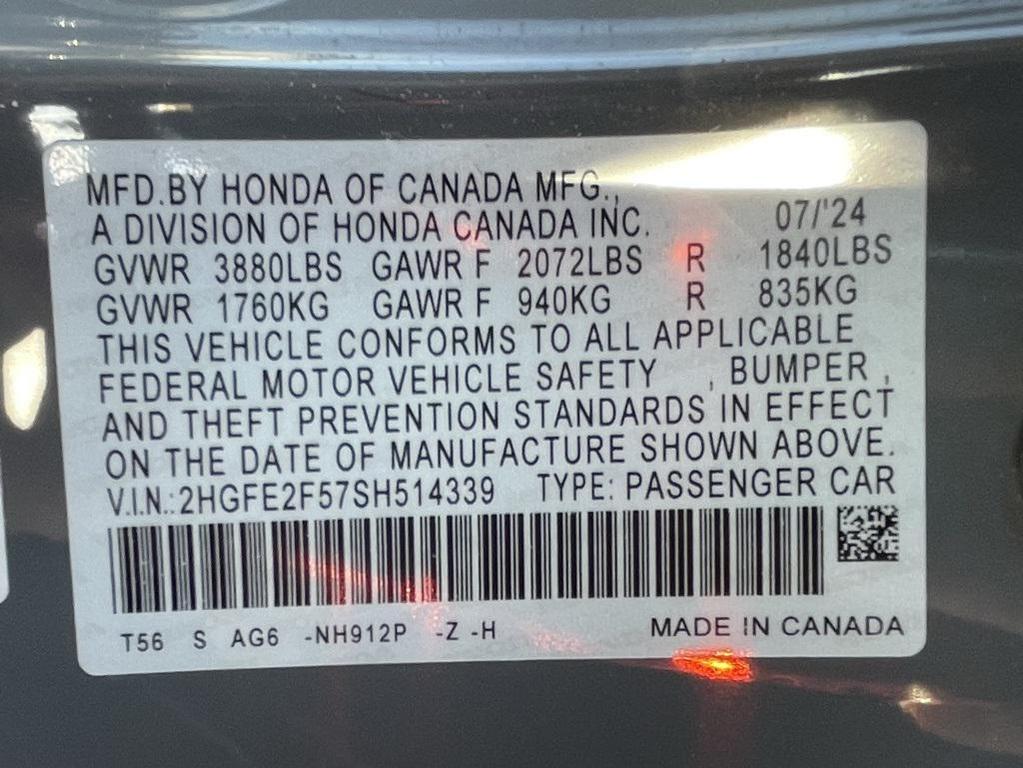 MFD.BY HONDA OF CANADA MFG.,
A DIVISION OF HONDA CANADA INC. 07/'24
GVWR 3880LBS GAWR F 2072LBS R 1840LBS
GVWR 1760KG GAWR F 940KG R 835KG
THIS VEHICLE CONFORMS TO ALL APPLICABLE
FEDERAL MOTOR VEHICLE SAFETY , BUMPER ,
AND THEFT PREVENTION STANDARDS IN EFFECT
ON THE DATE OF MANUFACTURE SHOWN ABOVE.
V.I.N.:2HGFE2F57SH514339 TYPE: PASSENGER CAR
T56 S AG6 -NH912P -Z -H MADE IN CANADA